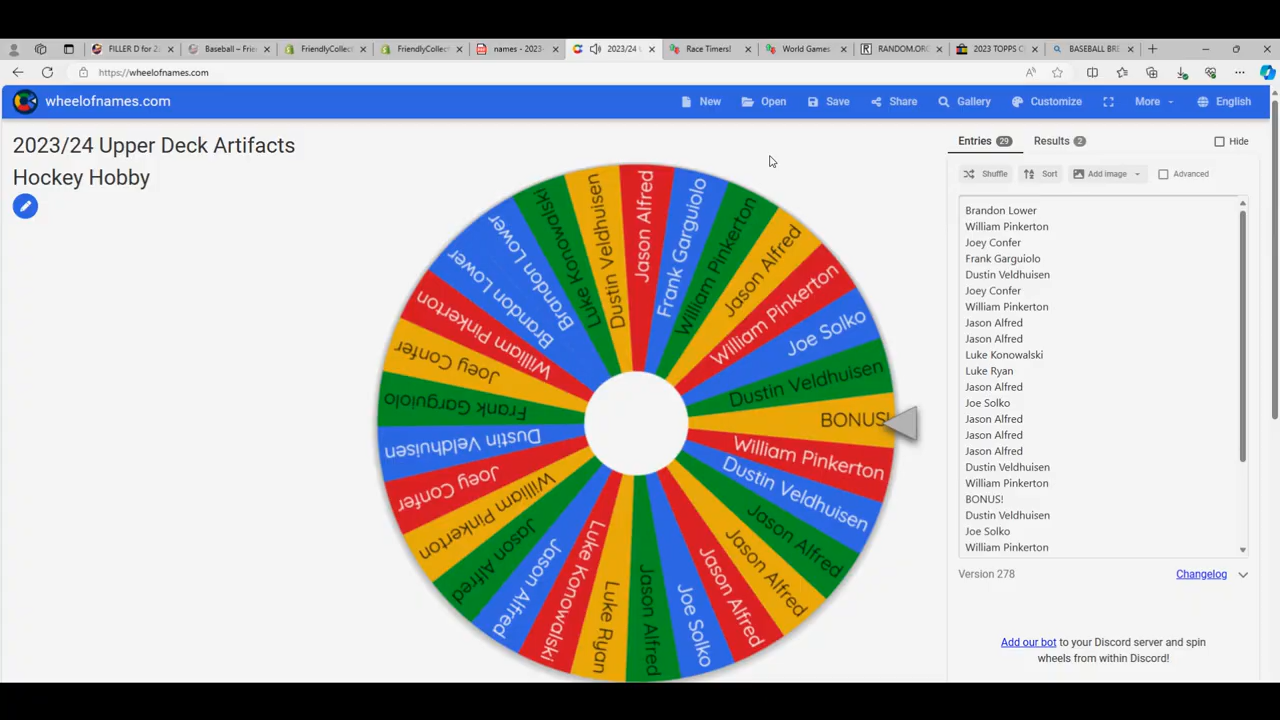 FILLER D for 2
Baseball ~ Frie
FriendlyCollect
FriendlyCollect
names - 2023-
2023/24 U
Race Timers!
World Games
RANDOM.ORG
2023 TOPPS C
BASEBALL BRE
https://wheelofnames.com
wheelofnames.com
New
Open
Save
Share
Gallery
Customize
More
English
2023/24 Upper Deck Artifacts
Hockey Hobby
Entries 29
Results 2
Hide
Shuffle
Sort
Add image
Advanced
Brandon Lower
William Pinkerton
Joey Confer
Frank Garguiolo
Dustin Veldhuisen
Joey Confer
William Pinkerton
Jason Alfred
Jason Alfred
Luke Konowalski
Luke Ryan
Jason Alfred
Joe Solko
Jason Alfred
Jason Alfred
Jason Alfred
Dustin Veldhuisen
William Pinkerton
BONUS!
Dustin Veldhuisen
Joe Solko
William Pinkerton
Jason Alfred
Frank Garguiolo
William Pinkerton
Jason Alfred
William Pinkerton
Joe Solko
Dustin Veldhuisen
BONUS!
William Pinkerton
Dustin Veldhuisen
Jason Alfred
Jason Alfred
Jason Alfred
Joe Solko
Jason Alfred
Luke Ryan
Luke Konowalski
Jason Alfred
Jason Alfred
William Pinkerton
Joey Confer
Dustin Veldhuisen
Frank Garguiolo
Joey Confer
William Pinkerton
Brandon Lower
Brandon Lower
Luke Konowalski
Dustin Veldhuisen
Version 278
Changelog
Add our bot to your Discord server and spin
wheels from within Discord!